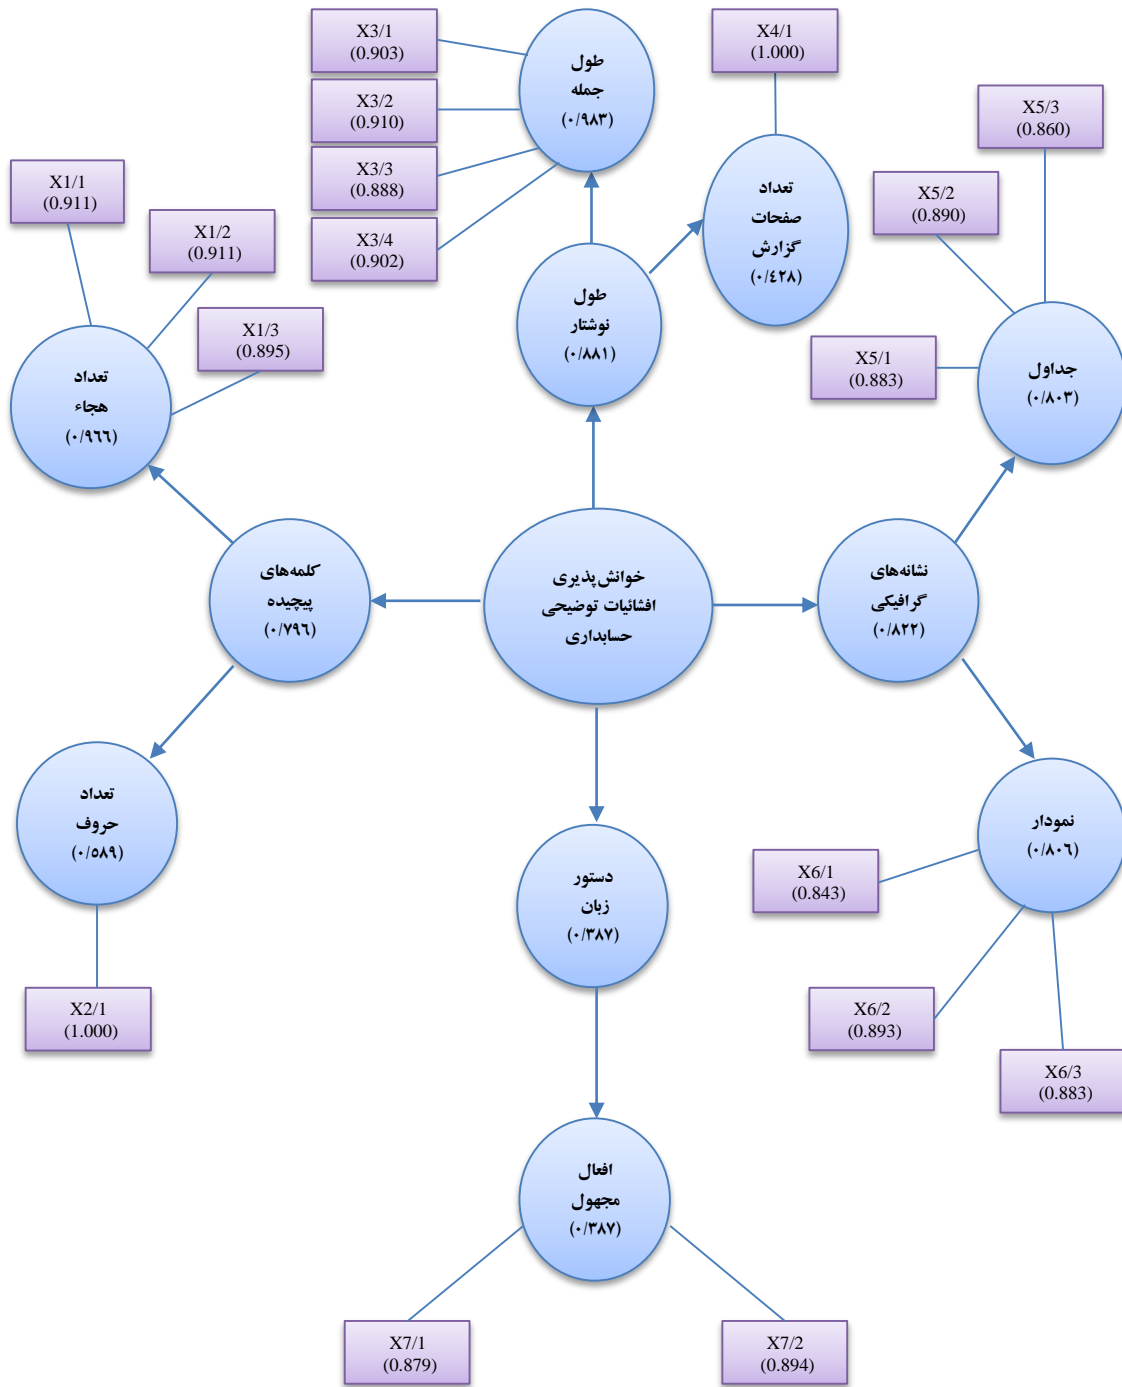 X3/1
(0.903)
X3/2
(0.910)
X3/3
(0.888)
X3/4
(0.902)
طول
جمله
(۰/۹۸۳)
X4/1
(1.000)
تعداد
صفحات
گزارش
(۰/٤۲۸)
X5/3
(0.860)
X5/2
(0.890)
X5/1
(0.883)
جداول
(۰/۸۰۳)
X1/1
(0.911)
X1/2
(0.911)
X1/3
(0.895)
تعداد
هجاء
(۰/۹٦٦)
طول
نوشتار
(۰/۸۸۱)
کلمه‌های
پیچیده
(۰/۷۹٦)
خوانش‌پذیری
افشائیات توضیحی
حسابداری
نشانه‌های
گرافیکی
(۰/۸۲۲)
تعداد
حروف
(۰/٥۸۹)
X2/1
(1.000)
دستور
زبان
(۰/۳۸۷)
نمودار
(۰/۸۰٦)
X6/1
(0.843)
X6/2
(0.893)
X6/3
(0.883)
افعال
مجهول
(۰/۳۸۷)
X7/1
(0.879)
X7/2
(0.894)